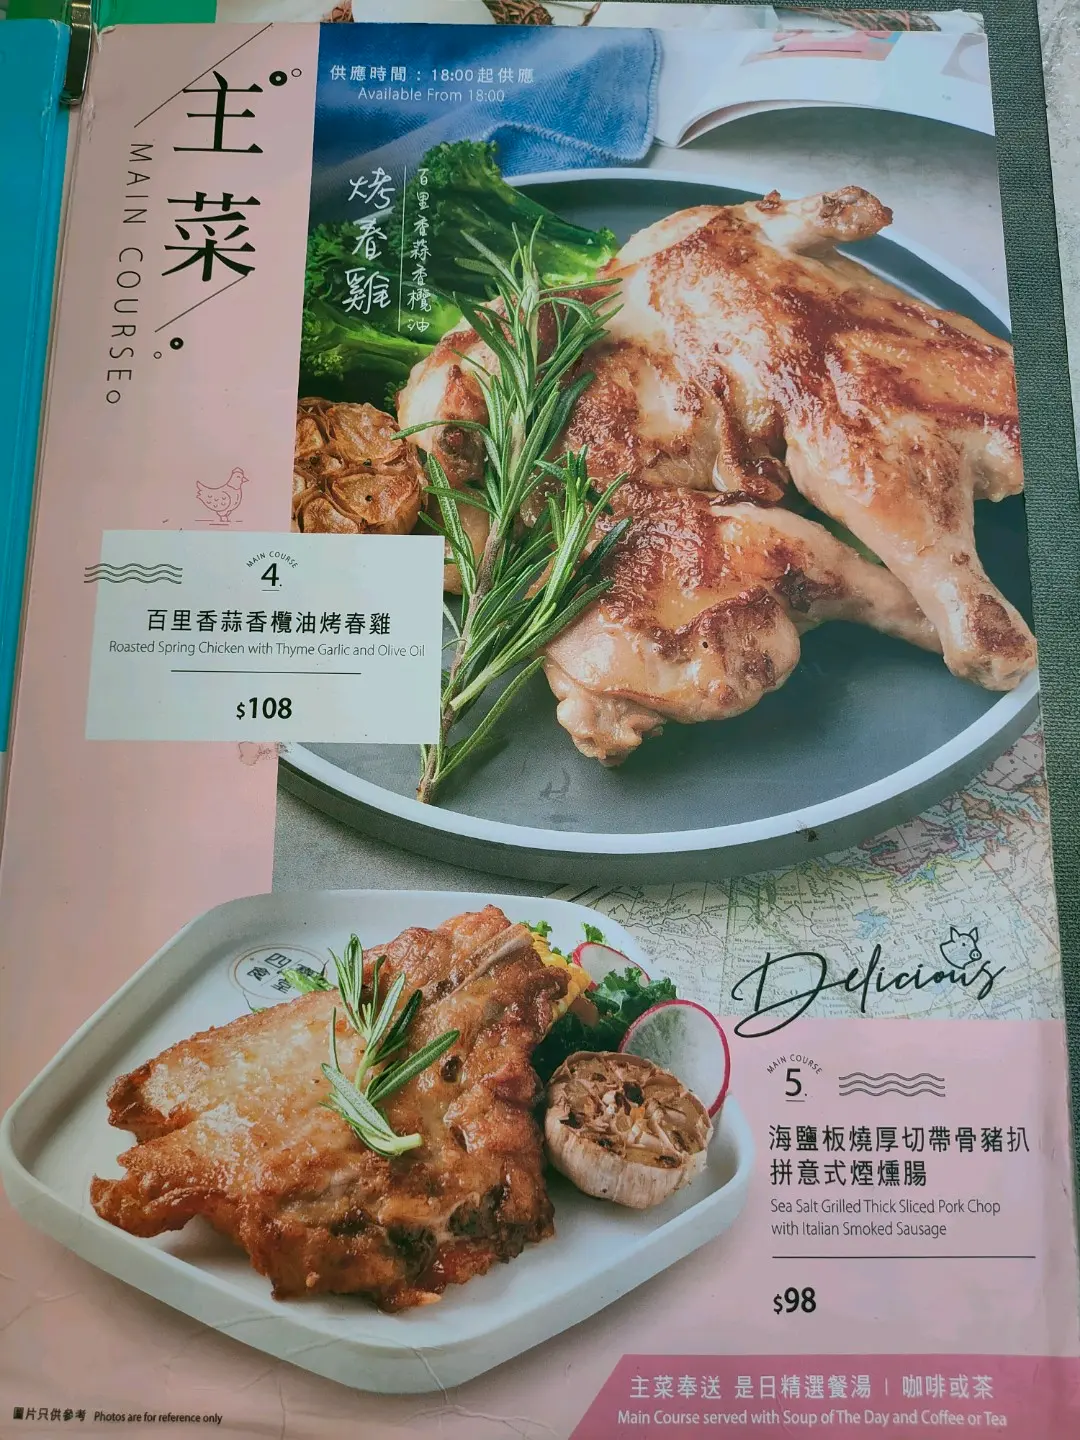 主菜
MAIN COURSE
供應時間：18:00起供應
Available From 18:00
烤春雞
百里香蒜香欖油
MAIN COURSE
4.
百里香蒜香欖油烤春雞
Roasted Spring Chicken with Thyme Garlic and Olive Oil
$108
四寶食堂
Delicious
MAIN COURSE
5.
海鹽板燒厚切帶骨豬扒
拼意式煙燻腸
Sea Salt Grilled Thick Sliced Pork Chop
with Italian Smoked Sausage
$98
主菜奉送 是日精選餐湯 | 咖啡或茶
Main Course served with Soup of The Day and Coffee or Tea
圖片只供參考 Photos are for reference only